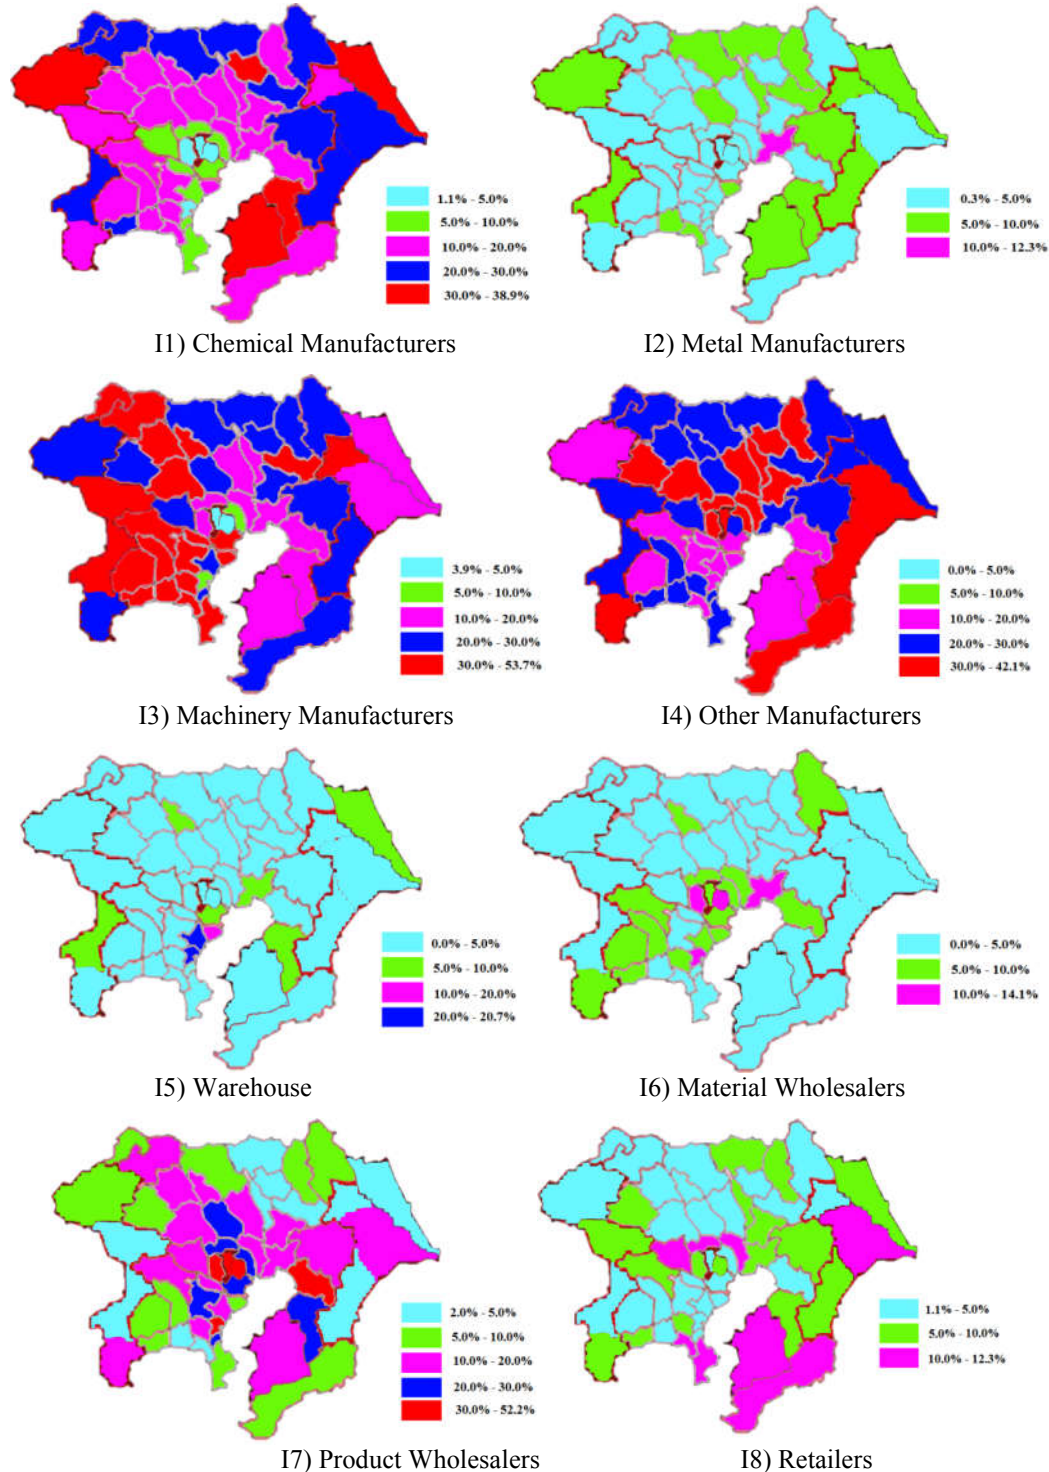 1.1% - 5.0%
5.0% - 10.0%
10.0% - 20.0%
20.0% - 30.0%
30.0% - 38.9%
0.3% - 5.0%
5.0% - 10.0%
10.0% - 12.3%
I1) Chemical Manufacturers
I2) Metal Manufacturers
3.9% - 5.0%
5.0% - 10.0%
10.0% - 20.0%
20.0% - 30.0%
30.0% - 53.7%
0.0% - 5.0%
5.0% - 10.0%
10.0% - 20.0%
20.0% - 30.0%
30.0% - 42.1%
I3) Machinery Manufacturers
I4) Other Manufacturers
0.0% - 5.0%
5.0% - 10.0%
10.0% - 20.0%
20.0% - 20.7%
0.0% - 5.0%
5.0% - 10.0%
10.0% - 14.1%
I5) Warehouse
I6) Material Wholesalers
2.0% - 5.0%
5.0% - 10.0%
10.0% - 20.0%
20.0% - 30.0%
30.0% - 52.2%
1.1% - 5.0%
5.0% - 10.0%
10.0% - 12.3%
I7) Product Wholesalers
I8) Retailers